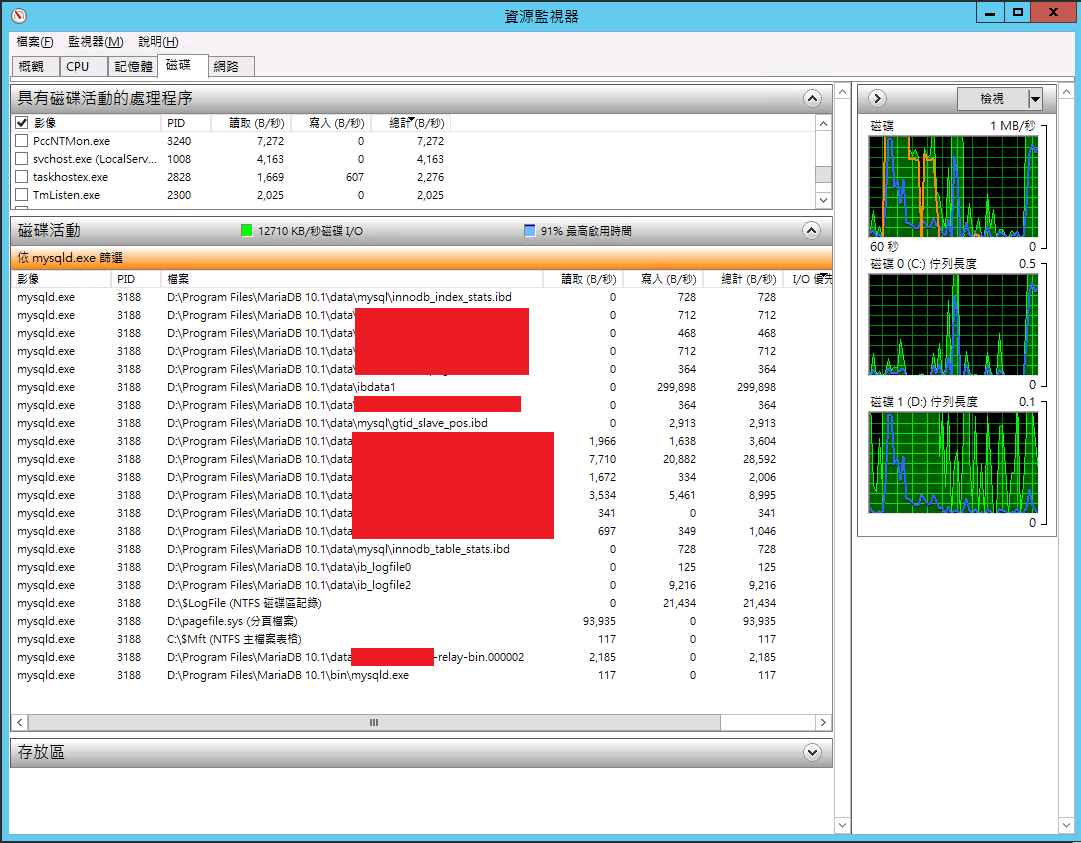 資源監視器
檔案(F) 監視器(M) 說明(H)
概觀 CPU 記憶體 磁碟 網路
具有磁碟活動的處理程序
影像 PID 讀取 (B/秒) 寫入 (B/秒) 總計 (B/秒)
PccNTMon.exe 3240 7,272 0 7,272
svchost.exe (LocalServ... 1008 4,163 0 4,163
taskhostex.exe 2828 1,669 607 2,276
TmListen.exe 2300 2,025 0 2,025
磁碟活動 12710 KB/秒磁碟 I/O 91% 最高啟用時間
依 mysqld.exe 篩選
影像 PID 檔案 讀取 (B/秒) 寫入 (B/秒) 總計 (B/秒) I/O 優先
mysqld.exe 3188 D:\Program Files\MariaDB 10.1\data\mysql\innodb_index_stats.ibd 0 728 728
mysqld.exe 3188 D:\Program Files\MariaDB 10.1\data\ 0 712 712
mysqld.exe 3188 D:\Program Files\MariaDB 10.1\data\ 0 468 468
mysqld.exe 3188 D:\Program Files\MariaDB 10.1\data\ 0 712 712
mysqld.exe 3188 D:\Program Files\MariaDB 10.1\data\ 0 364 364
mysqld.exe 3188 D:\Program Files\MariaDB 10.1\data\ibdata1 0 299,898 299,898
mysqld.exe 3188 D:\Program Files\MariaDB 10.1\data\ 0 364 364
mysqld.exe 3188 D:\Program Files\MariaDB 10.1\data\mysql\gtid_slave_pos.ibd 0 2,913 2,913
mysqld.exe 3188 D:\Program Files\MariaDB 10.1\data 1,966 1,638 3,604
mysqld.exe 3188 D:\Program Files\MariaDB 10.1\data 7,710 20,882 28,592
mysqld.exe 3188 D:\Program Files\MariaDB 10.1\data 1,672 334 2,006
mysqld.exe 3188 D:\Program Files\MariaDB 10.1\data 3,534 5,461 8,995
mysqld.exe 3188 D:\Program Files\MariaDB 10.1\data 341 0 341
mysqld.exe 3188 D:\Program Files\MariaDB 10.1\data 697 349 1,046
mysqld.exe 3188 D:\Program Files\MariaDB 10.1\data\mysql\innodb_table_stats.ibd 0 728 728
mysqld.exe 3188 D:\Program Files\MariaDB 10.1\data\ib_logfile0 0 125 125
mysqld.exe 3188 D:\Program Files\MariaDB 10.1\data\ib_logfile2 0 9,216 9,216
mysqld.exe 3188 D:\$LogFile (NTFS 磁碟區記錄) 0 21,434 21,434
mysqld.exe 3188 D:\pagefile.sys (分頁檔案) 93,935 0 93,935
mysqld.exe 3188 C:\$Mft (NTFS 主檔案表格) 117 0 117
mysqld.exe 3188 D:\Program Files\MariaDB 10.1\data -relay-bin.000002 2,185 0 2,185
mysqld.exe 3188 D:\Program Files\MariaDB 10.1\bin\mysqld.exe 117 0 117
存放區
檢視
磁碟 1 MB/秒
60 秒 0
磁碟 0 (C:) 佇列長度 0.5
0
磁碟 1 (D:) 佇列長度 0.1
0